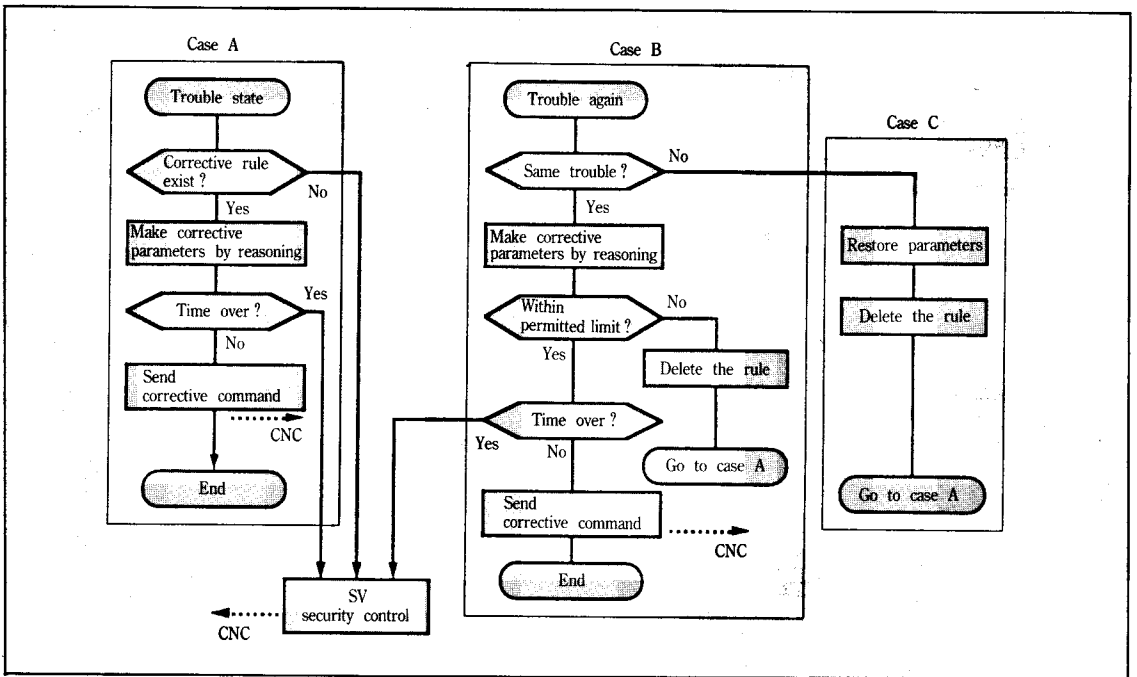 Case A
Trouble state
Corrective rule
exist ?
No
Yes
Make corrective
parameters by reasoning
Time over ?
Yes
No
Send
corrective command
CNC
End
SV
security control
CNC
Case B
Trouble again
Same trouble ?
No
Yes
Make corrective
parameters by reasoning
Within
permitted limit ?
No
Yes
Delete the rule
Time over ?
Yes
No
Go to case A
Send
corrective command
CNC
End
Case C
Restore parameters
Delete the rule
Go to case A